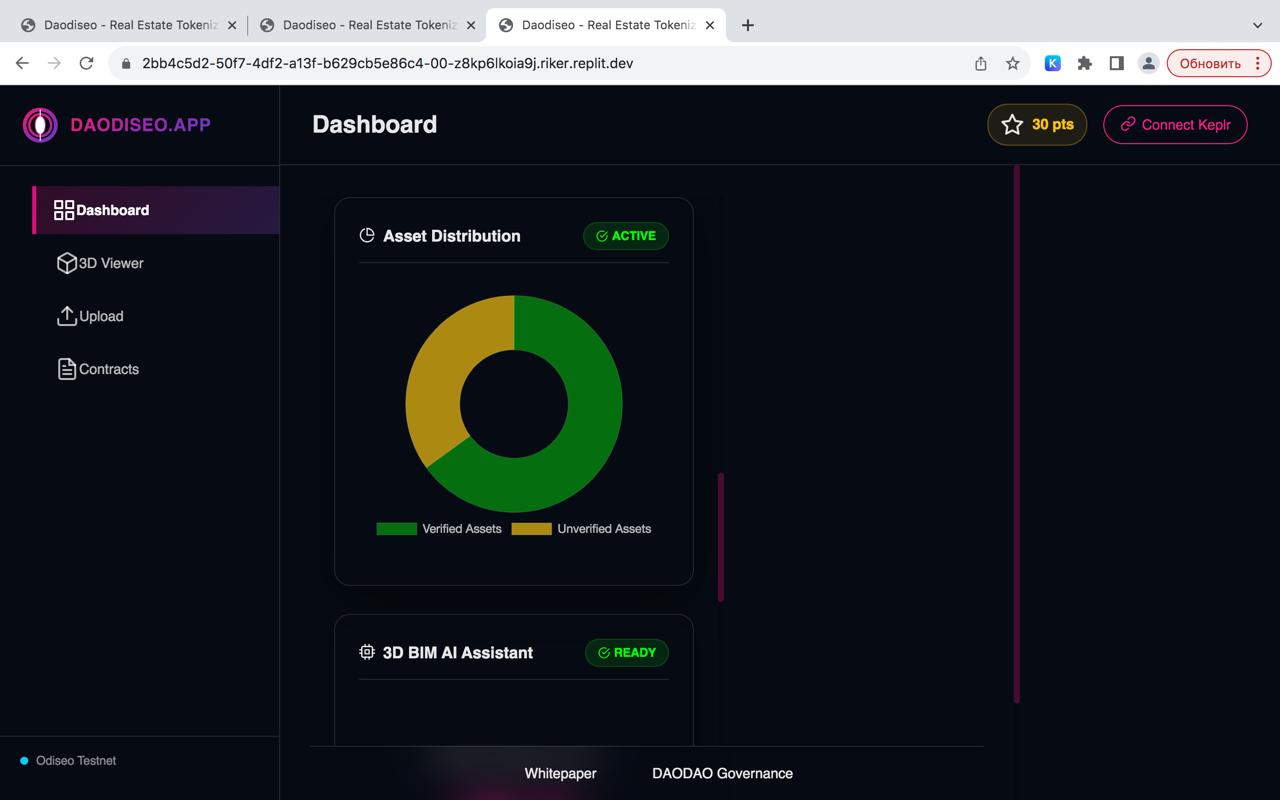 Daodiseo - Real Estate Tokeniz
Daodiseo - Real Estate Tokeniz
Daodiseo - Real Estate Tokeniz
2bb4c5d2-50f7-4df2-a13f-b629cb5e86c4-00-z8kp6lkoia9j.riker.replit.dev
K
Обновить
DAODISEO.APP
Dashboard
30 pts
Connect Keplr
Dashboard
3D Viewer
Upload
Contracts
Asset Distribution
ACTIVE
Verified Assets
Unverified Assets
3D BIM AI Assistant
READY
Odiseo Testnet
Whitepaper
DAODAO Governance